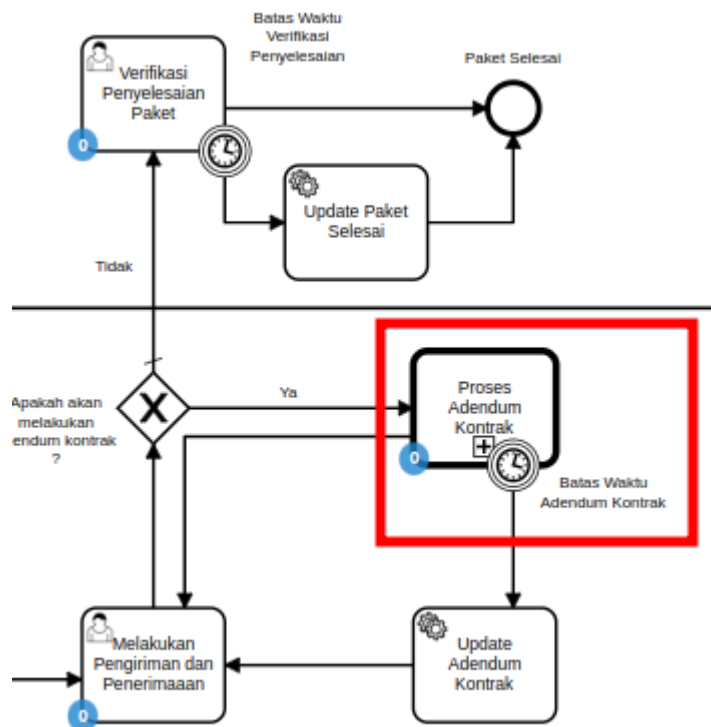 Batas Waktu
Verifikasi
Penyelesaian
Paket Selesai
Verifikasi
Penyelesaian
Paket
0
Update Paket
Selesai
Tidak
Ya
Apakah akan
melakukan
endum kontrak
?
Proses
Adendum
Kontrak
0
Batas Waktu
Adendum Kontrak
Melakukan
Pengiriman dan
Penerimaaan
0
Update
Adendum
Kontrak